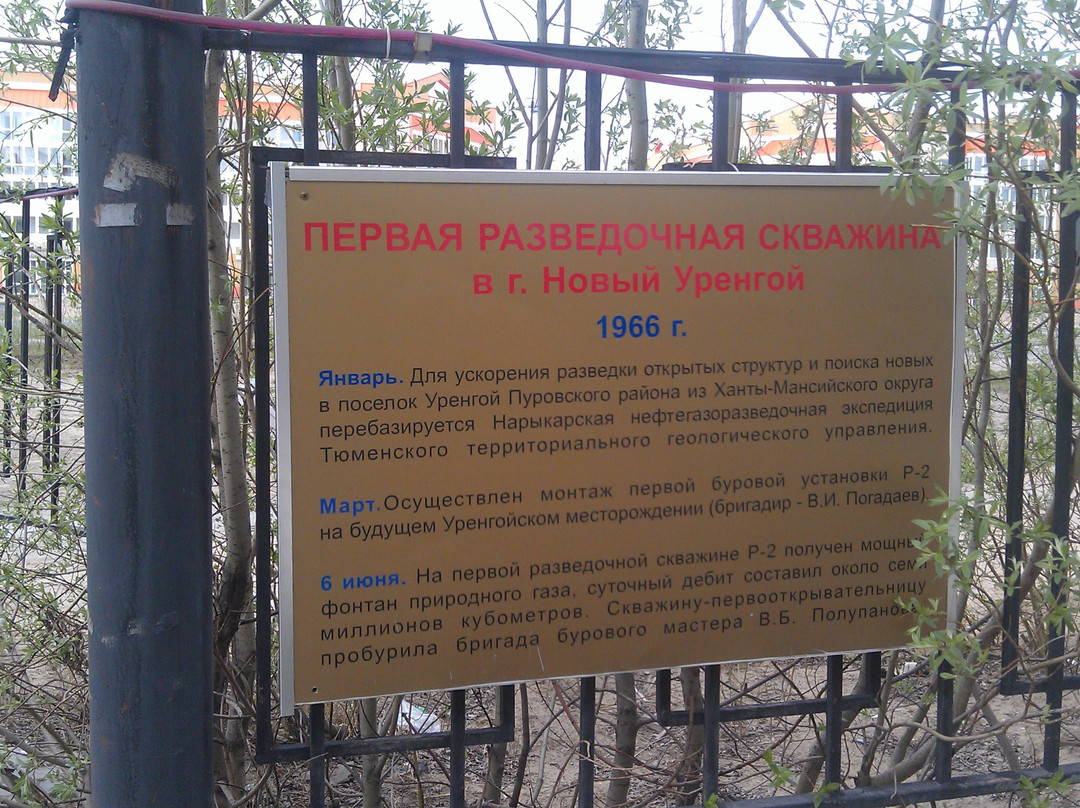 ПЕРВАЯ РАЗВЕДОЧНАЯ СКВАЖИНА
в г. Новый Уренгой
1966 г.
Январь. Для ускорения разведки открытых структур и поиска новых
в поселок Уренгой Пуровского района из Ханты-Мансийского округа
перебазируется Нарыкарская нефтегазоразведочная экспедиция
Тюменского территориального геологического управления.
Март. Осуществлен монтаж первой буровой установки Р-2
на будущем Уренгойском месторождении (бригадир - В.И. Погадаев).
6 июня. На первой разведочной скважине Р-2 получен мощный
фонтан природного газа, суточный дебит составил около семи
миллионов кубометров. Скважину-первооткрывательницу
пробурила бригада бурового мастера В.Б. Полупанова